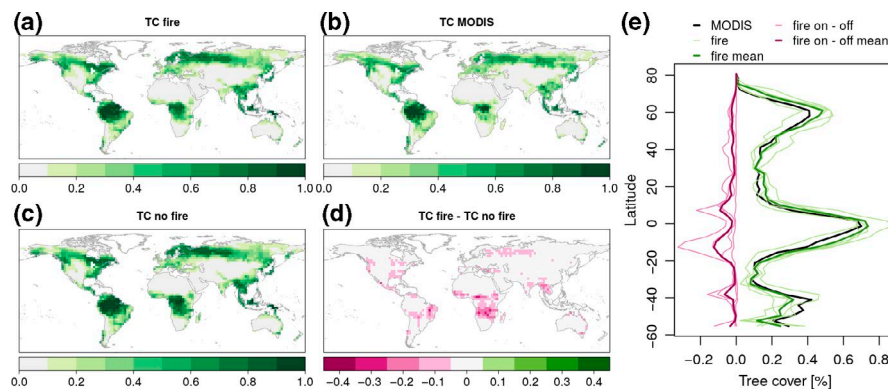 (a) TC fire
(b) TC MODIS
0.0 0.2 0.4 0.6 0.8 1.0
0.0 0.2 0.4 0.6 0.8 1.0
(c) TC no fire
(d) TC fire - TC no fire
0.0 0.2 0.4 0.6 0.8 1.0
−0.4 −0.3 −0.2 −0.1 0 0.1 0.2 0.3 0.4
(e)
MODIS
fire
fire mean
fire on - off
fire on - off mean
80
60
40
20
0
−20
−40
−60
Latitude
−0.2 0.0 0.2 0.4 0.6 0.8
Tree cover [%]